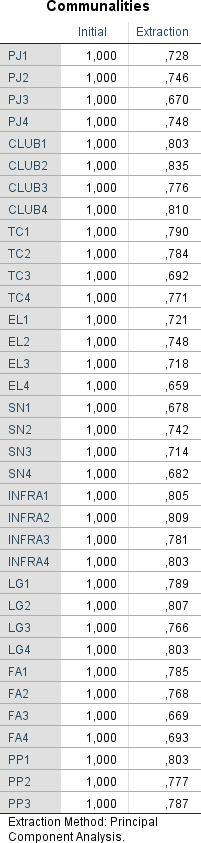 Communalities
Initial Extraction
PJ1 1,000 ,728
PJ2 1,000 ,746
PJ3 1,000 ,670
PJ4 1,000 ,748
CLUB1 1,000 ,803
CLUB2 1,000 ,835
CLUB3 1,000 ,776
CLUB4 1,000 ,810
TC1 1,000 ,790
TC2 1,000 ,784
TC3 1,000 ,692
TC4 1,000 ,771
EL1 1,000 ,721
EL2 1,000 ,748
EL3 1,000 ,718
EL4 1,000 ,659
SN1 1,000 ,678
SN2 1,000 ,742
SN3 1,000 ,714
SN4 1,000 ,682
INFRA1 1,000 ,805
INFRA2 1,000 ,809
INFRA3 1,000 ,781
INFRA4 1,000 ,803
LG1 1,000 ,789
LG2 1,000 ,807
LG3 1,000 ,766
LG4 1,000 ,803
FA1 1,000 ,785
FA2 1,000 ,768
FA3 1,000 ,669
FA4 1,000 ,693
PP1 1,000 ,803
PP2 1,000 ,777
PP3 1,000 ,787
Extraction Method: Principal
Component Analysis.